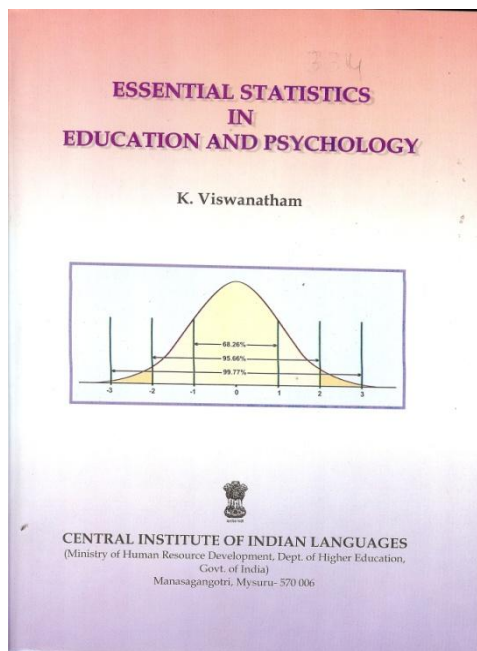 ESSENTIAL STATISTICS
IN
EDUCATION AND PSYCHOLOGY
K. Viswanatham
68.26%
95.66%
99.77%
-3 -2 -1 0 1 2 3
CENTRAL INSTITUTE OF INDIAN LANGUAGES
(Ministry of Human Resource Development, Dept. of Higher Education,
Govt. of India)
Manasagangotri, Mysuru- 570 006